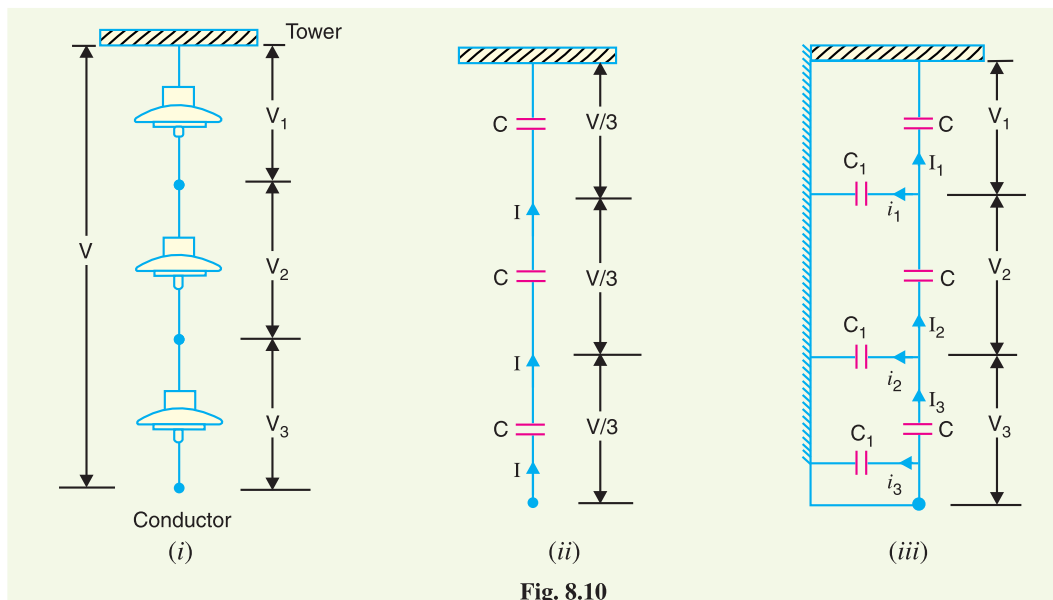 Tower
V
V1
V2
V3
Conductor
(i)
C
V/3
I
C
V/3
I
C
V/3
I
(ii)
C
V1
C1
I1
i1
C
V2
C1
I2
i2
I3
C
V3
C1
i3
(iii)
Fig. 8.10